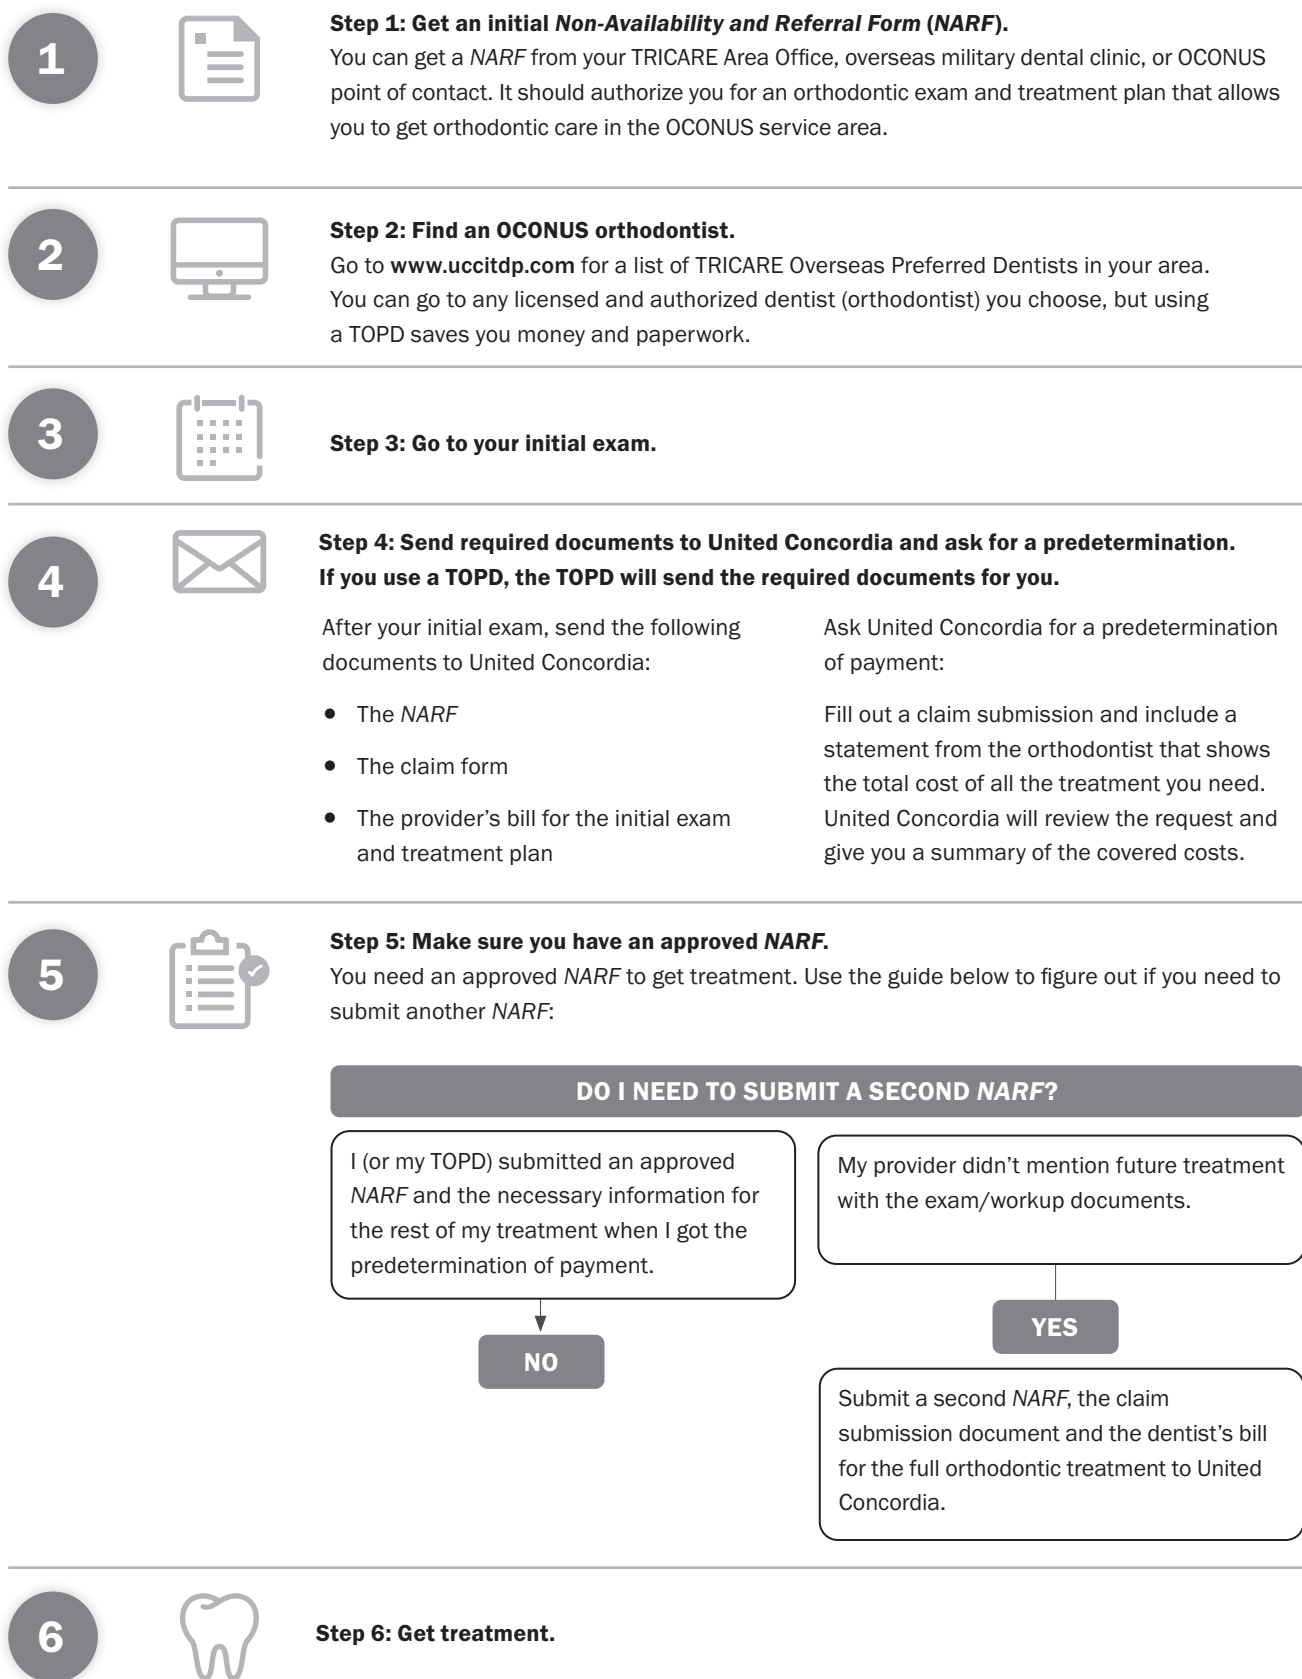 1
Step 1: Get an initial Non-Availability and Referral Form (NARF).
You can get a NARF from your TRICARE Area Office, overseas military dental clinic, or OCONUS
point of contact. It should authorize you for an orthodontic exam and treatment plan that allows
you to get orthodontic care in the OCONUS service area.
2
Step 2: Find an OCONUS orthodontist.
Go to www.uccitdp.com for a list of TRICARE Overseas Preferred Dentists in your area.
You can go to any licensed and authorized dentist (orthodontist) you choose, but using
a TOPD saves you money and paperwork.
3
Step 3: Go to your initial exam.
4
Step 4: Send required documents to United Concordia and ask for a predetermination.
If you use a TOPD, the TOPD will send the required documents for you.
After your initial exam, send the following
documents to United Concordia:
• The NARF
• The claim form
• The provider's bill for the initial exam
and treatment plan
Ask United Concordia for a predetermination
of payment:
Fill out a claim submission and include a
statement from the orthodontist that shows
the total cost of all the treatment you need.
United Concordia will review the request and
give you a summary of the covered costs.
5
Step 5: Make sure you have an approved NARF.
You need an approved NARF to get treatment. Use the guide below to figure out if you need to
submit another NARF:
DO I NEED TO SUBMIT A SECOND NARF?
I (or my TOPD) submitted an approved
NARF and the necessary information for
the rest of my treatment when I got the
predetermination of payment.
NO
My provider didn't mention future treatment
with the exam/workup documents.
YES
Submit a second NARF, the claim
submission document and the dentist's bill
for the full orthodontic treatment to United
Concordia.
6
Step 6: Get treatment.